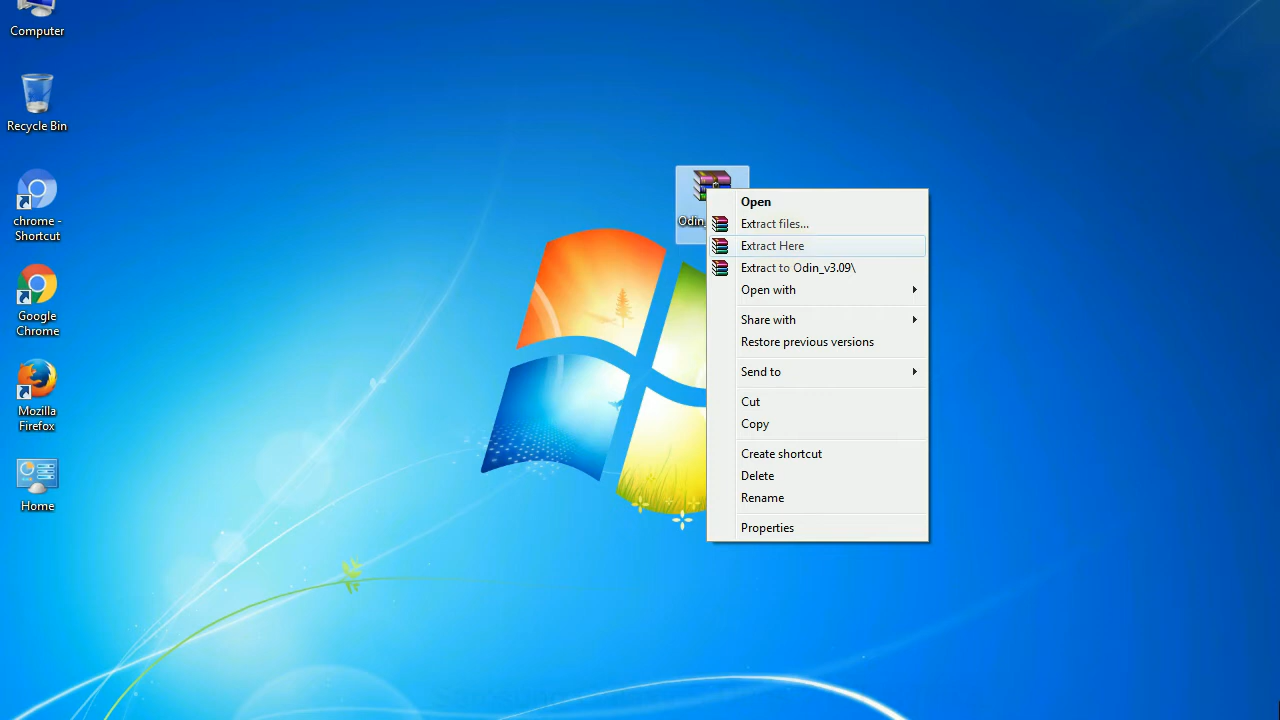 Computer
Recycle Bin
chrome -
Shortcut
Google
Chrome
Mozilla
Firefox
Home
Open
Extract files...
Extract Here
Extract to Odin_v3.09\
Open with
Share with
Restore previous versions
Send to
Cut
Copy
Create shortcut
Delete
Rename
Properties